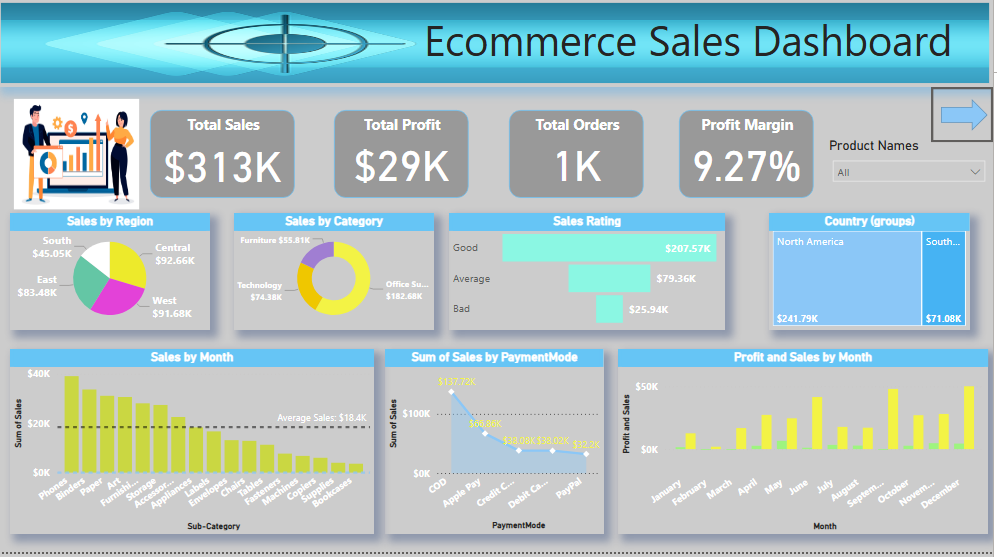 Ecommerce Sales Dashboard
Total Sales
$313K
Total Profit
$29K
Total Orders
1K
Profit Margin
9.27%
Product Names
All
Sales by Region
South
$45.05K
Central
$92.66K
East
$83.48K
West
$91.68K
Sales by Category
Furniture $55.81K
Technology
$74.38K
Office Su...
$182.68K
Sales Rating
Good
$207.57K
Average
$79.36K
Bad
$25.94K
Country (groups)
North America
South...
$241.79K
$71.08K
Sales by Month
$40K
$20K
$0K
Average Sales: $18.4K
Sum of Sales
Phones
Binders
Paper
Art
Furnishi...
Storage
Accessor...
Appliances
Labels
Envelopes
Chairs
Tables
Fasteners
Machines
Copiers
Supplies
Bookcases
Sub-Category
Sum of Sales by PaymentMode
$137.72K
$100K
$66.86K
$38.08K
$38.02K
$32.2K
$0K
Sum of Sales
COD
Apple Pay
Credit C...
Debit Ca...
PayPal
PaymentMode
Profit and Sales by Month
$50K
$0K
Profit and Sales
January
February
March
April
May
June
July
August
Septem...
October
Novem...
December
Month